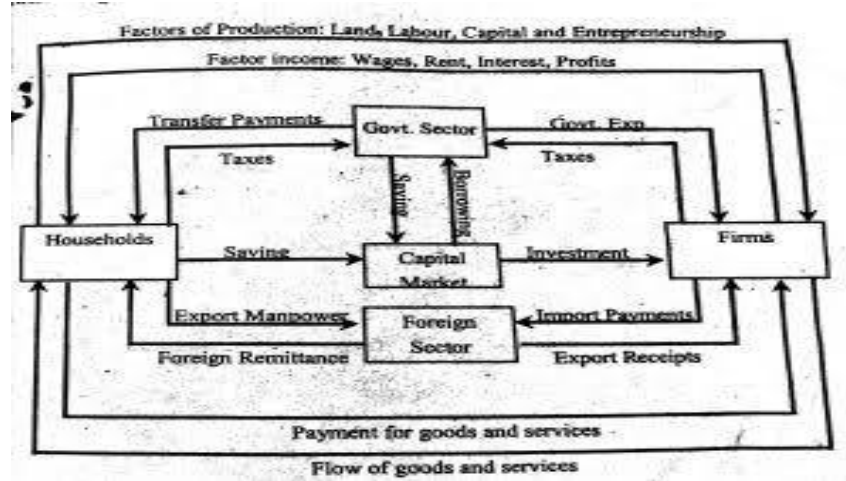 Factors of Production: Land, Labour, Capital and Entrepreneurship
Factor income: Wages, Rent, Interest, Profits
Transfer Payments
Govt. Sector
Govt. Exp
Taxes
Taxes
Saving
Borrowing
Households
Firms
Saving
Capital
Market
Investment
Export Manpower
Foreign
Sector
Import Payments
Foreign Remittance
Export Receipts
Payment for goods and services
Flow of goods and services